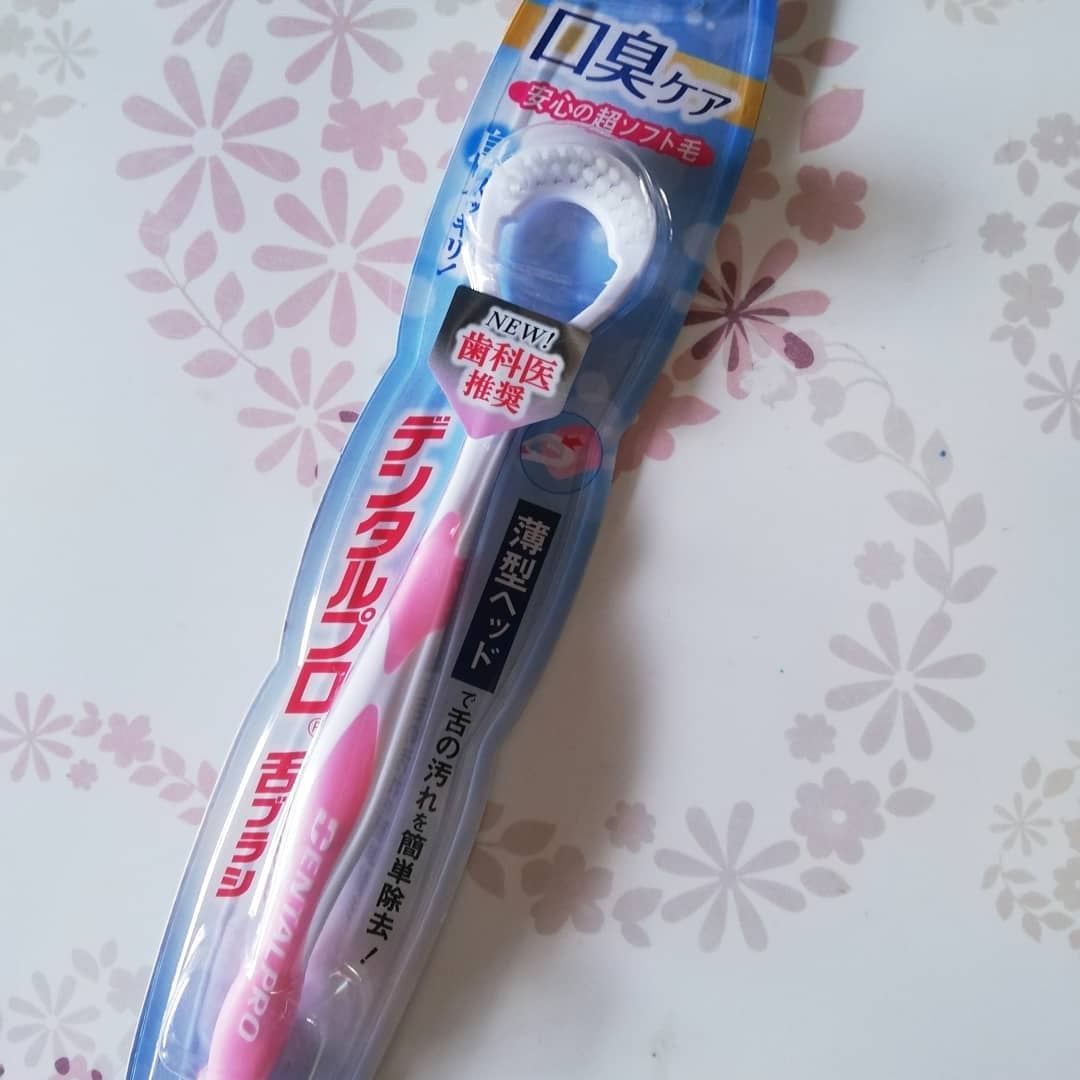 口臭ケア
安心の超ソフト毛
NEW!
歯科医
推奨
デンタルプロ®
舌ブラシ
薄型ヘッド
で舌の汚れを簡単除去!
DENTALPRO